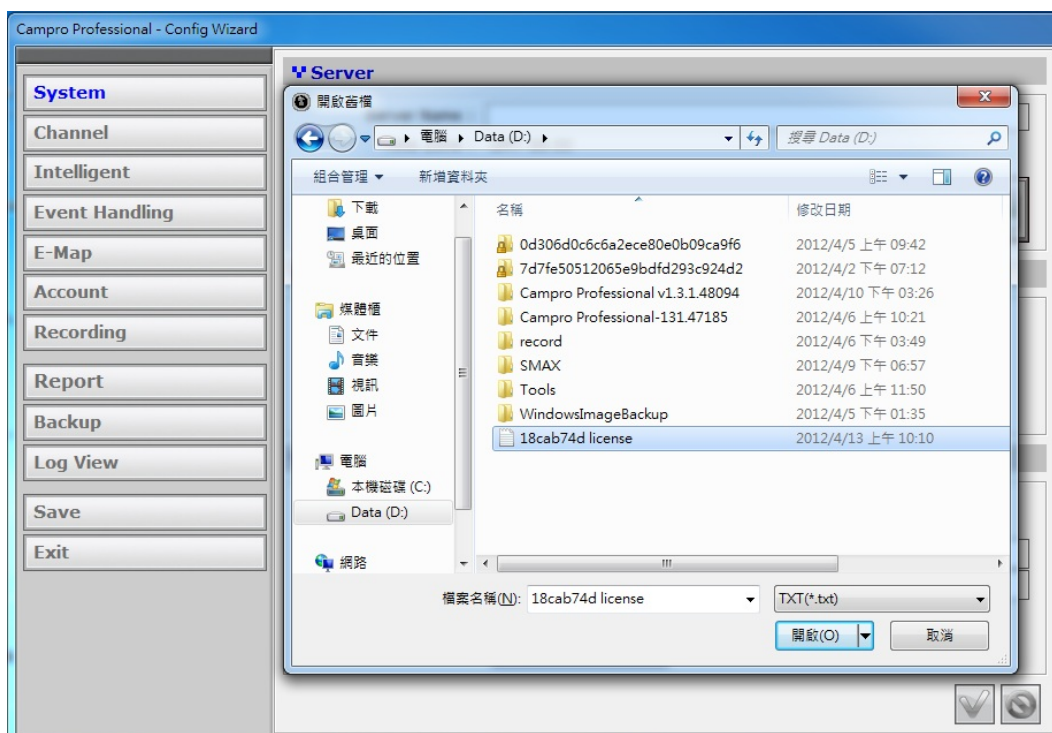 Campro Professional - Config Wizard
System
Channel
Intelligent
Event Handling
E-Map
Account
Recording
Report
Backup
Log View
Save
Exit
Server
開啟舊檔
Server Name
電腦 Data (D:)
搜尋 Data (D:)
組合管理 新增資料夾
下載
桌面
最近的位置
媒體櫃
文件
音樂
視訊
圖片
電腦
本機磁碟 (C:)
Data (D:)
網路
名稱 修改日期
0d306d0c6c6a2ece80e0b09ca9f6 2012/4/5 上午 09:42
7d7fe50512065e9bdfd293c924d2 2012/4/2 下午 07:12
Campro Professional v1.3.1.48094 2012/4/10 下午 03:26
Campro Professional-131.47185 2012/4/6 上午 10:21
record 2012/4/6 下午 03:49
SMAX 2012/4/9 下午 06:57
Tools 2012/4/6 上午 11:50
WindowsImageBackup 2012/4/5 下午 01:35
18cab74d license 2012/4/13 上午 10:10
檔案名稱(N): 18cab74d license TXT(*.txt)
開啟(O) 取消